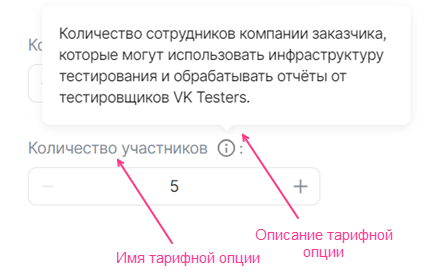 Количество сотрудников компании заказчика,
которые могут использовать инфраструктуру
тестирования и обрабатывать отчёты от
тестировщиков VK Testers.
Количество участников :
5
Имя тарифной опции
Описание тарифной
опции